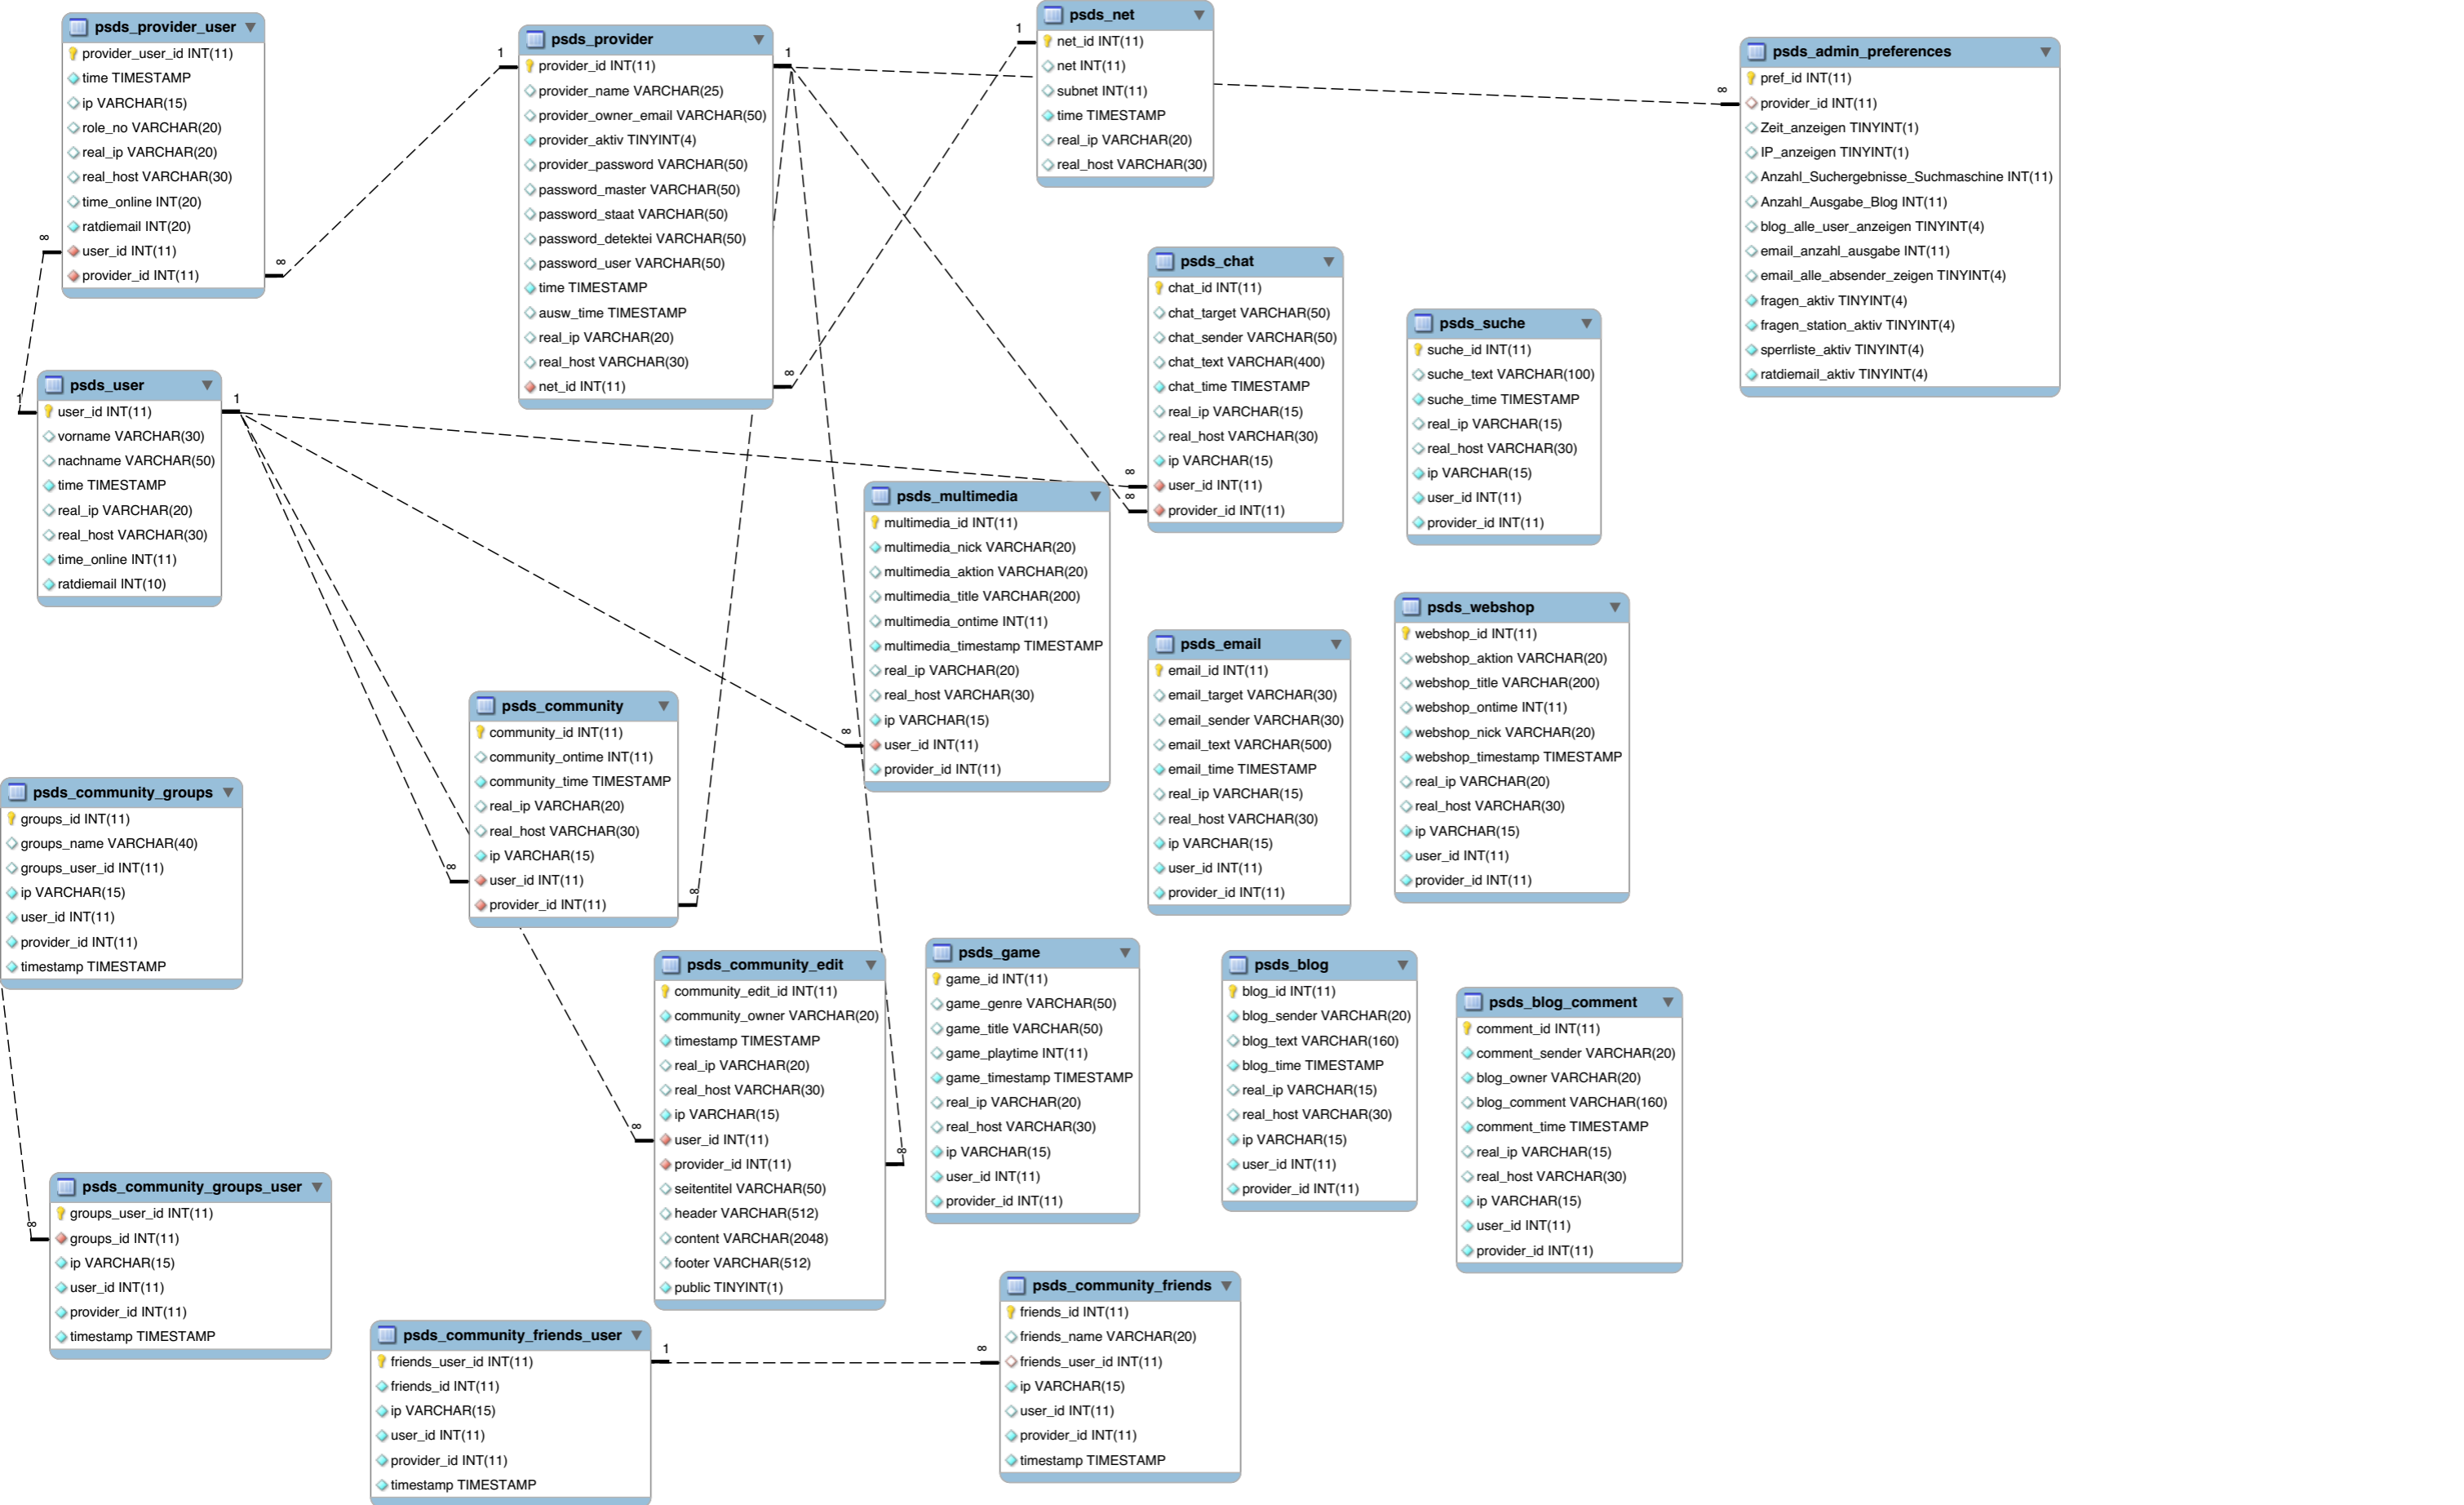 psds_provider_user
provider_user_id INT(11)
time TIMESTAMP
ip VARCHAR(15)
role_no VARCHAR(20)
real_ip VARCHAR(20)
real_host VARCHAR(30)
time_online INT(20)
ratdiemail INT(20)
user_id INT(11)
provider_id INT(11)
∞
∞
1
psds_provider
provider_id INT(11)
provider_name VARCHAR(25)
provider_owner_email VARCHAR(50)
provider_aktiv TINYINT(4)
provider_password VARCHAR(50)
password_master VARCHAR(50)
password_staat VARCHAR(50)
password_detektei VARCHAR(50)
password_user VARCHAR(50)
time TIMESTAMP
ausw_time TIMESTAMP
real_ip VARCHAR(20)
real_host VARCHAR(30)
net_id INT(11)
1
∞
1
psds_net
net_id INT(11)
net INT(11)
subnet INT(11)
time TIMESTAMP
real_ip VARCHAR(20)
real_host VARCHAR(30)
∞
psds_admin_preferences
pref_id INT(11)
provider_id INT(11)
Zeit_anzeigen TINYINT(1)
IP_anzeigen TINYINT(1)
Anzahl_Suchergebnisse_Suchmaschine INT(11)
Anzahl_Ausgabe_Blog INT(11)
blog_alle_user_anzeigen TINYINT(4)
email_anzahl_ausgabe INT(11)
email_alle_absender_zeigen TINYINT(4)
fragen_aktiv TINYINT(4)
fragen_station_aktiv TINYINT(4)
sperrliste_aktiv TINYINT(4)
ratdiemail_aktiv TINYINT(4)
psds_chat
chat_id INT(11)
chat_target VARCHAR(50)
chat_sender VARCHAR(50)
chat_text VARCHAR(400)
chat_time TIMESTAMP
real_ip VARCHAR(15)
real_host VARCHAR(30)
ip VARCHAR(15)
user_id INT(11)
provider_id INT(11)
∞
∞
psds_suche
suche_id INT(11)
suche_text VARCHAR(100)
suche_time TIMESTAMP
real_ip VARCHAR(15)
real_host VARCHAR(30)
ip VARCHAR(15)
user_id INT(11)
provider_id INT(11)
1
psds_user
user_id INT(11)
vorname VARCHAR(30)
nachname VARCHAR(50)
time TIMESTAMP
real_ip VARCHAR(20)
real_host VARCHAR(30)
time_online INT(11)
ratdiemail INT(10)
1
psds_multimedia
multimedia_id INT(11)
multimedia_nick VARCHAR(20)
multimedia_aktion VARCHAR(20)
multimedia_title VARCHAR(200)
multimedia_ontime INT(11)
multimedia_timestamp TIMESTAMP
real_ip VARCHAR(20)
real_host VARCHAR(30)
ip VARCHAR(15)
user_id INT(11)
provider_id INT(11)
∞
psds_email
email_id INT(11)
email_target VARCHAR(30)
email_sender VARCHAR(30)
email_text VARCHAR(500)
email_time TIMESTAMP
real_ip VARCHAR(15)
real_host VARCHAR(30)
ip VARCHAR(15)
user_id INT(11)
provider_id INT(11)
psds_webshop
webshop_id INT(11)
webshop_aktion VARCHAR(20)
webshop_title VARCHAR(200)
webshop_ontime INT(11)
webshop_nick VARCHAR(20)
webshop_timestamp TIMESTAMP
real_ip VARCHAR(20)
real_host VARCHAR(30)
ip VARCHAR(15)
user_id INT(11)
provider_id INT(11)
psds_community
community_id INT(11)
community_ontime INT(11)
community_time TIMESTAMP
real_ip VARCHAR(20)
real_host VARCHAR(30)
ip VARCHAR(15)
user_id INT(11)
provider_id INT(11)
∞
∞
psds_community_groups
groups_id INT(11)
groups_name VARCHAR(40)
groups_user_id INT(11)
ip VARCHAR(15)
user_id INT(11)
provider_id INT(11)
timestamp TIMESTAMP
psds_community_edit
community_edit_id INT(11)
community_owner VARCHAR(20)
timestamp TIMESTAMP
real_ip VARCHAR(20)
real_host VARCHAR(30)
ip VARCHAR(15)
user_id INT(11)
provider_id INT(11)
seitentitel VARCHAR(50)
header VARCHAR(512)
content VARCHAR(2048)
footer VARCHAR(512)
public TINYINT(1)
∞
∞
psds_game
game_id INT(11)
game_genre VARCHAR(50)
game_title VARCHAR(50)
game_playtime INT(11)
game_timestamp TIMESTAMP
real_ip VARCHAR(20)
real_host VARCHAR(30)
ip VARCHAR(15)
user_id INT(11)
provider_id INT(11)
psds_blog
blog_id INT(11)
blog_sender VARCHAR(20)
blog_text VARCHAR(160)
blog_time TIMESTAMP
real_ip VARCHAR(15)
real_host VARCHAR(30)
ip VARCHAR(15)
user_id INT(11)
provider_id INT(11)
psds_blog_comment
comment_id INT(11)
comment_sender VARCHAR(20)
blog_owner VARCHAR(20)
blog_comment VARCHAR(160)
comment_time TIMESTAMP
real_ip VARCHAR(15)
real_host VARCHAR(30)
ip VARCHAR(15)
user_id INT(11)
provider_id INT(11)
psds_community_groups_user
groups_user_id INT(11)
groups_id INT(11)
ip VARCHAR(15)
user_id INT(11)
provider_id INT(11)
timestamp TIMESTAMP
∞
psds_community_friends_user
friends_user_id INT(11)
friends_id INT(11)
ip VARCHAR(15)
user_id INT(11)
provider_id INT(11)
timestamp TIMESTAMP
1
∞
psds_community_friends
friends_id INT(11)
friends_name VARCHAR(20)
friends_user_id INT(11)
ip VARCHAR(15)
user_id INT(11)
provider_id INT(11)
timestamp TIMESTAMP